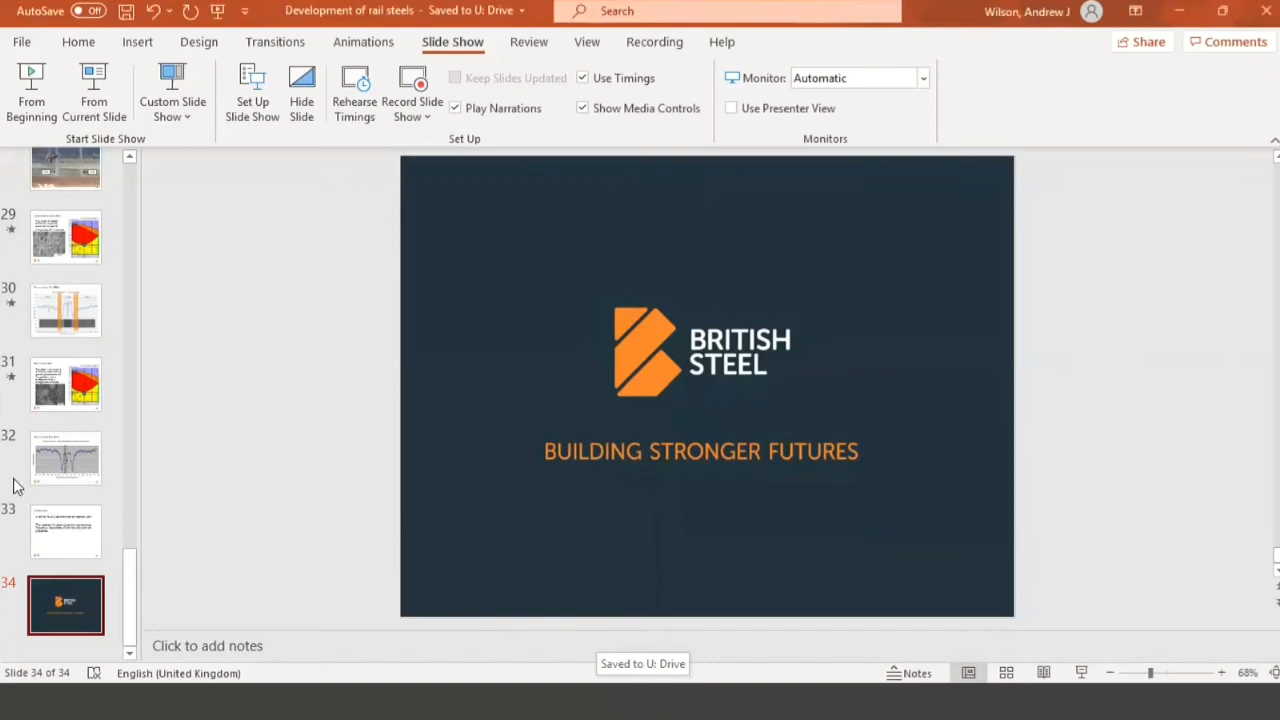 AutoSave Off Development of rail steels - Saved to U: Drive Search Wilson, Andrew J
File Home Insert Design Transitions Animations Slide Show Review View Recording Help Share Comments
From Beginning
From Current Slide
Custom Slide Show
Set Up Slide Show
Hide Slide
Rehearse Timings
Record Slide Show
Keep Slides Updated
Play Narrations
Use Timings
Show Media Controls
Monitor: Automatic
Use Presenter View
Start Slide Show Set Up Monitors
29
30
31
32
33
34
BRITISH
STEEL
BUILDING STRONGER FUTURES
Click to add notes
Saved to U: Drive
Slide 34 of 34 English (United Kingdom) Notes 68%